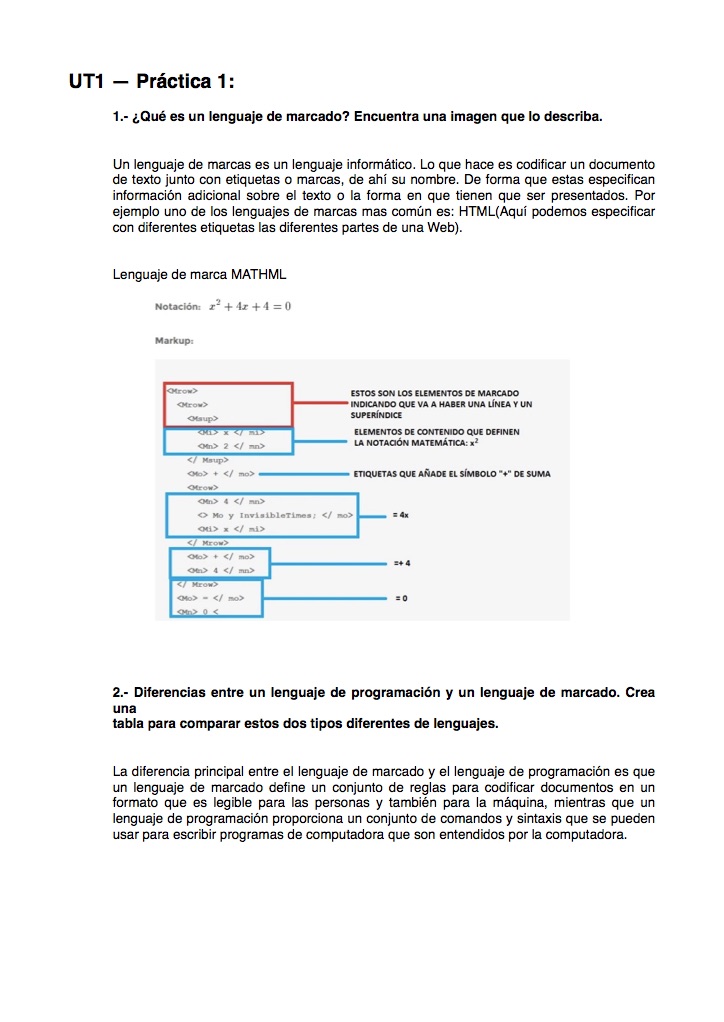 UT1 — Práctica 1:
1.- ¿Qué es un lenguaje de marcado? Encuentra una imagen que lo describa.
Un lenguaje de marcas es un lenguaje informático. Lo que hace es codificar un documento
de texto junto con etiquetas o marcas, de ahí su nombre. De forma que estas especifican
información adicional sobre el texto o la forma en que tienen que ser presentados. Por
ejemplo uno de los lenguajes de marcas mas común es: HTML(Aquí podemos especificar
con diferentes etiquetas las diferentes partes de una Web).
Lenguaje de marca MATHML
Notación: x² + 4x + 4 = 0
Markup:
<Mrow>
<Mrow>
<Msup>
<Mi> x </ mi>
<Mn> 2 </ mn>
</ Msup>
<Mo> + </ mo>
<Mrow>
<Mn> 4 </ mn>
<> Mo y InvisibleTimes; </ mo>
<Mi> x </ mi>
</ Mrow>
<Mo> + </ mo>
<Mn> 4 </ mn>
</ Mrow>
<Mo> = </ mo>
<Mn> 0 <
ESTOS SON LOS ELEMENTOS DE MARCADO
INDICANDO QUE VA A HABER UNA LÍNEA Y UN
SUPERÍNDICE
ELEMENTOS DE CONTENIDO QUE DEFINEN
LA NOTACIÓN MATEMÁTICA: x²
ETIQUETAS QUE AÑADE EL SÍMBOLO "+" DE SUMA
= 4x
=+ 4
= 0
2.- Diferencias entre un lenguaje de programación y un lenguaje de marcado. Crea
una
tabla para comparar estos dos tipos diferentes de lenguajes.
La diferencia principal entre el lenguaje de marcado y el lenguaje de programación es que
un lenguaje de marcado define un conjunto de reglas para codificar documentos en un
formato que es legible para las personas y también para la máquina, mientras que un
lenguaje de programación proporciona un conjunto de comandos y sintaxis que se pueden
usar para escribir programas de computadora que son entendidos por la computadora.